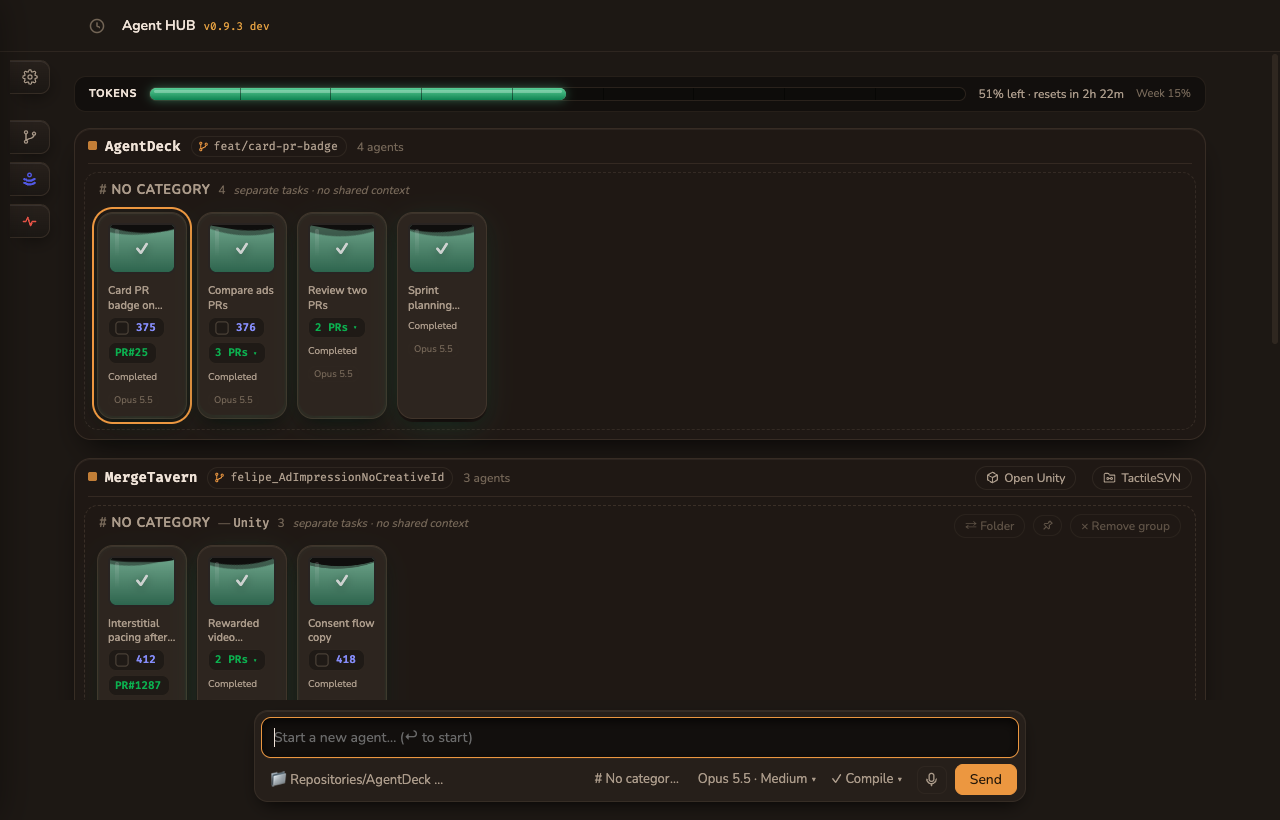 Agent HUB v0.9.3 dev
TOKENS 51% left · resets in 2h 22m Week 15%
AgentDeck feat/card-pr-badge 4 agents
# NO CATEGORY 4 separate tasks · no shared context
Card PR badge on...
375
PR#25
Completed
Opus 5.5
Compare ads PRs
376
3 PRs ▾
Completed
Opus 5.5
Review two PRs
2 PRs ▾
Completed
Opus 5.5
Sprint planning...
Completed
Opus 5.5
MergeTavern felipe_AdImpressionNoCreativeId 3 agents Open Unity TactileSVN
# NO CATEGORY — Unity 3 separate tasks · no shared context ⇄ Folder × Remove group
Interstitial pacing after...
412
PR#1287
Rewarded video...
2 PRs ▾
Completed
Consent flow copy
418
Completed
Start a new agent... (↩ to start)
Repositories/AgentDeck ... # No categor... Opus 5.5 · Medium ▾ ✓ Compile ▾ Send